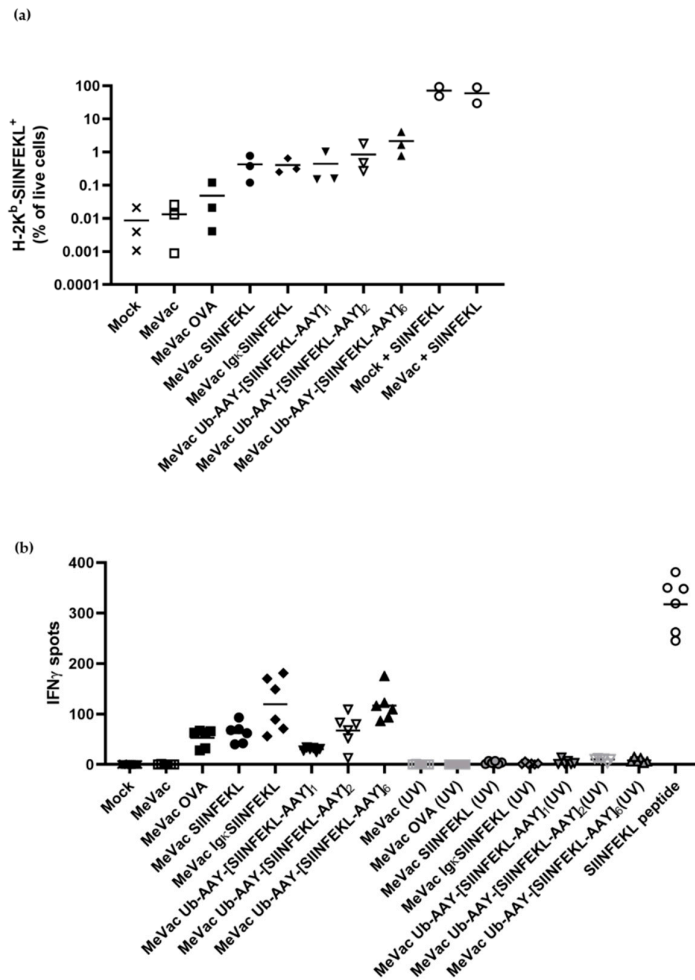 (a)
H-2Kb-SIINFEKL+
(% of live cells)
100
10
1
0.1
0.01
0.001
0.0001
Mock
MeVac
MeVac OVA
MeVac SIINFEKL
MeVac IgκSIINFEKL
MeVac Ub-AAY-[SIINFEKL-AAY]1
MeVac Ub-AAY-[SIINFEKL-AAY]2
MeVac Ub-AAY-[SIINFEKL-AAY]6
Mock + SIINFEKL
MeVac + SIINFEKL
(b)
IFNγ spots
400
300
200
100
0
Mock
MeVac
MeVac OVA
MeVac SIINFEKL
MeVac IgκSIINFEKL
MeVac Ub-AAY-[SIINFEKL-AAY]1
MeVac Ub-AAY-[SIINFEKL-AAY]2
MeVac Ub-AAY-[SIINFEKL-AAY]6
MeVac (UV)
MeVac OVA (UV)
MeVac SIINFEKL (UV)
MeVac IgκSIINFEKL (UV)
MeVac Ub-AAY-[SIINFEKL-AAY]1(UV)
MeVac Ub-AAY-[SIINFEKL-AAY]2(UV)
MeVac Ub-AAY-[SIINFEKL-AAY]6(UV)
SIINFEKL peptide